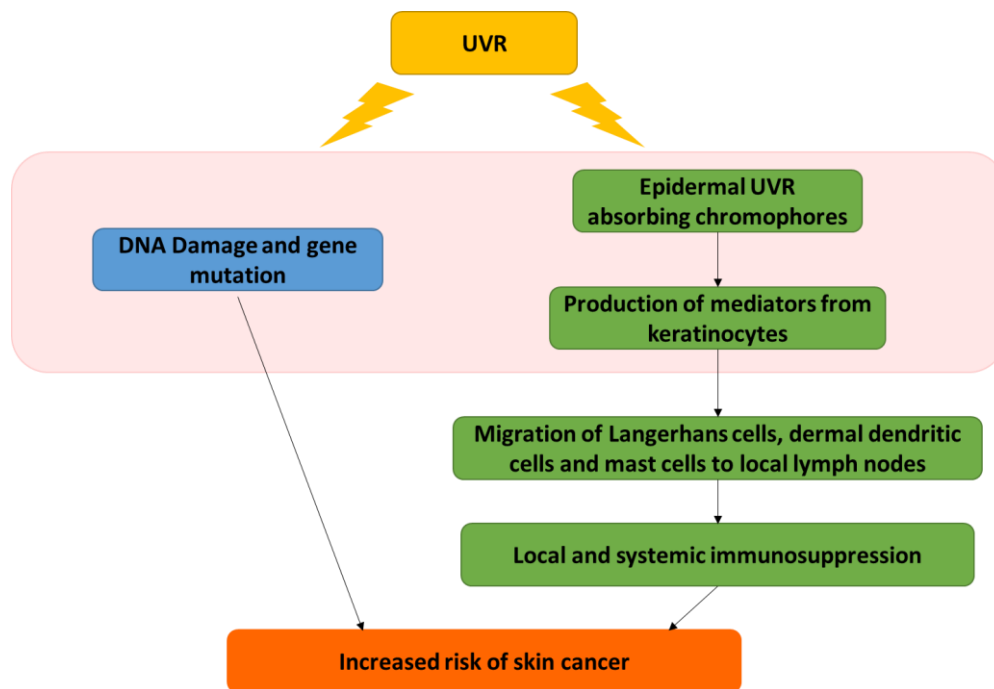 UVR
Epidermal UVR
absorbing chromophores
DNA Damage and gene
mutation
Production of mediators from
keratinocytes
Migration of Langerhans cells, dermal dendritic
cells and mast cells to local lymph nodes
Local and systemic immunosuppression
Increased risk of skin cancer